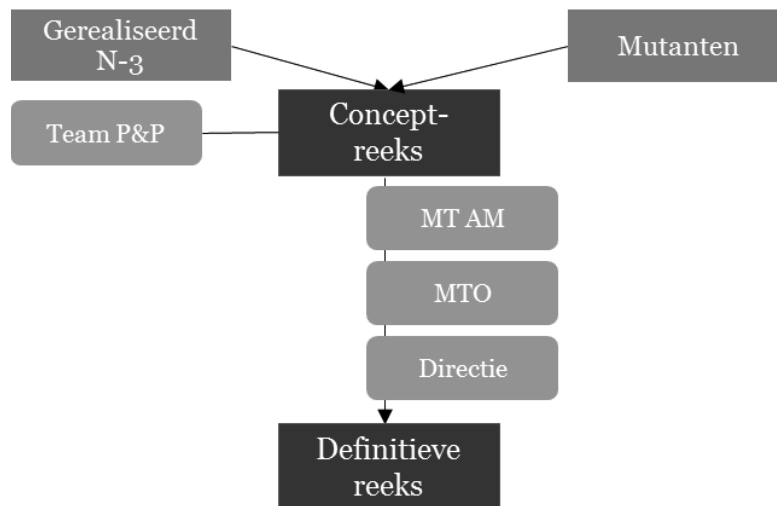 Gerealiseerd
N-3
Mutanten
Team P&P
Concept-
reeks
MT AM
MTO
Directie
Definitieve
reeks